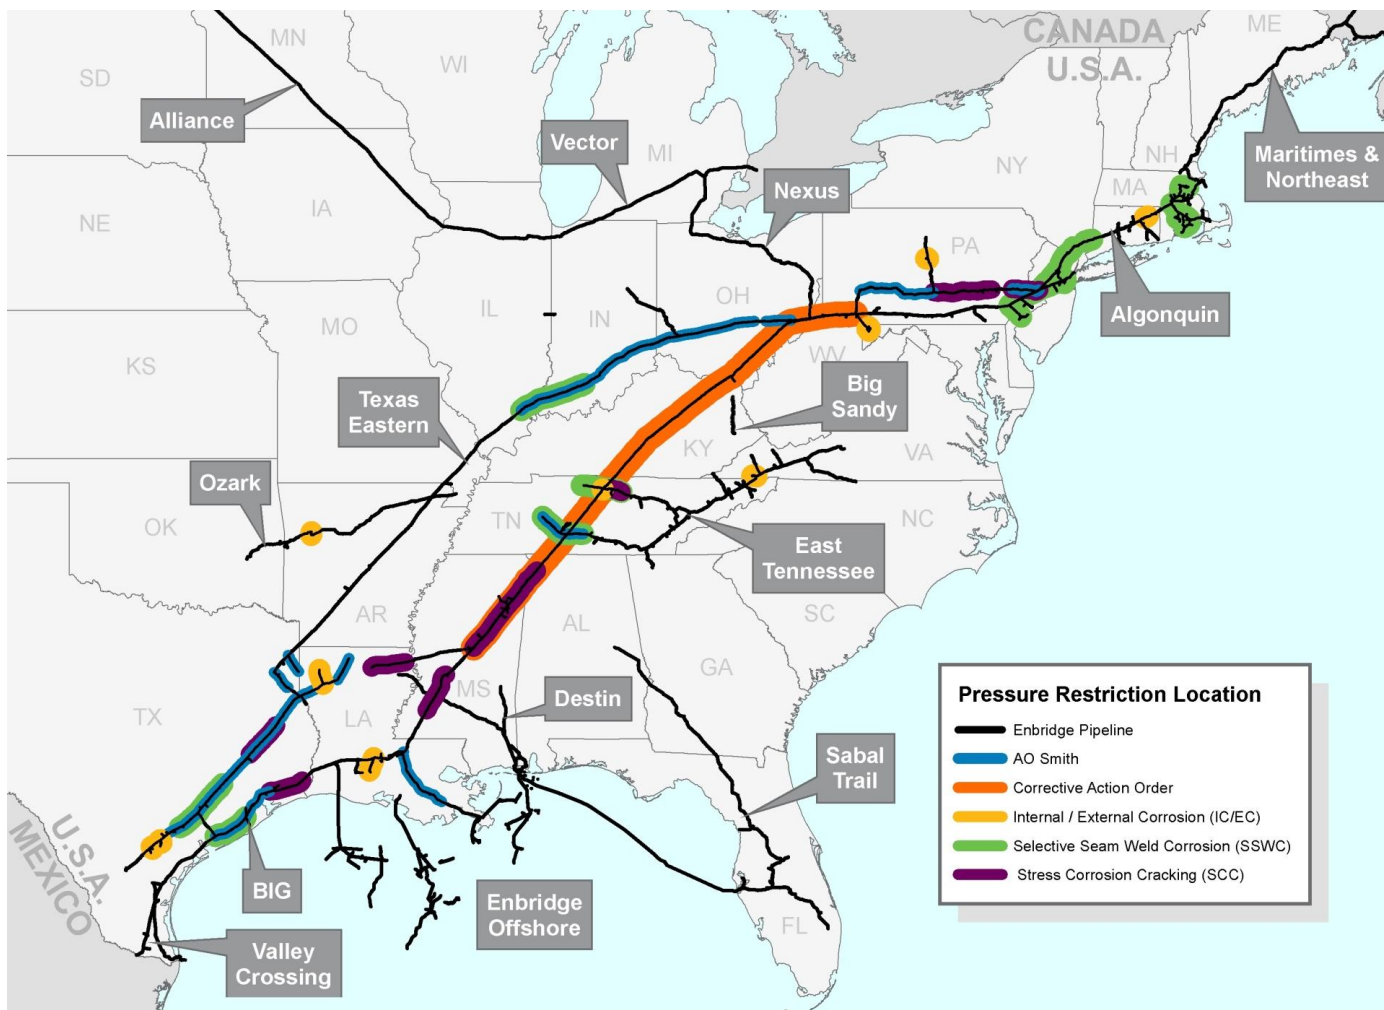 CANADA
U.S.A.
ME
MN
WI
SD
Alliance
Vector
MI
NY
NH
MA
Maritimes &
Northeast
Nexus
IA
NE
PA
OH
IL
IN
MO
Algonquin
KS
WV
Big
Sandy
Texas
Eastern
KY
VA
Ozark
OK
TN
NC
East
Tennessee
AR
AL
SC
GA
MS
TX
LA
Destin
Sabal
Trail
U.S.A.
MEXICO
BIG
Enbridge
Offshore
FL
Valley
Crossing
Pressure Restriction Location
Enbridge Pipeline
AO Smith
Corrective Action Order
Internal / External Corrosion (IC/EC)
Selective Seam Weld Corrosion (SSWC)
Stress Corrosion Cracking (SCC)